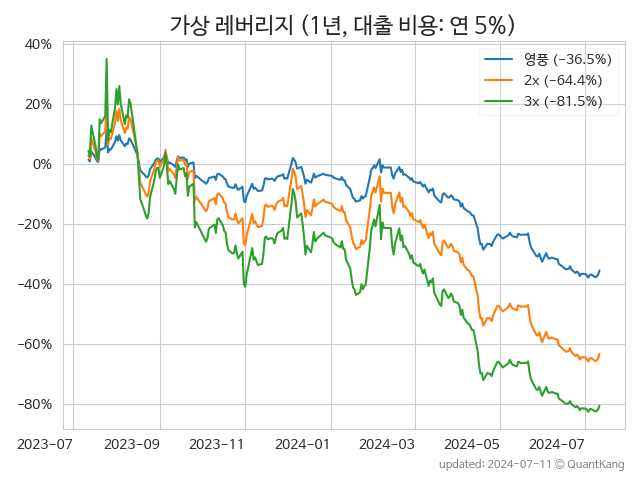 가상 레버리지 (1년, 대출 비용: 연 5%)
영풍 (-36.5%)
2x (-64.4%)
3x (-81.5%)
40%
20%
0%
-20%
-40%
-60%
-80%
2023-07 2023-09 2023-11 2024-01 2024-03 2024-05 2024-07
updated: 2024-07-11 © QuantKang